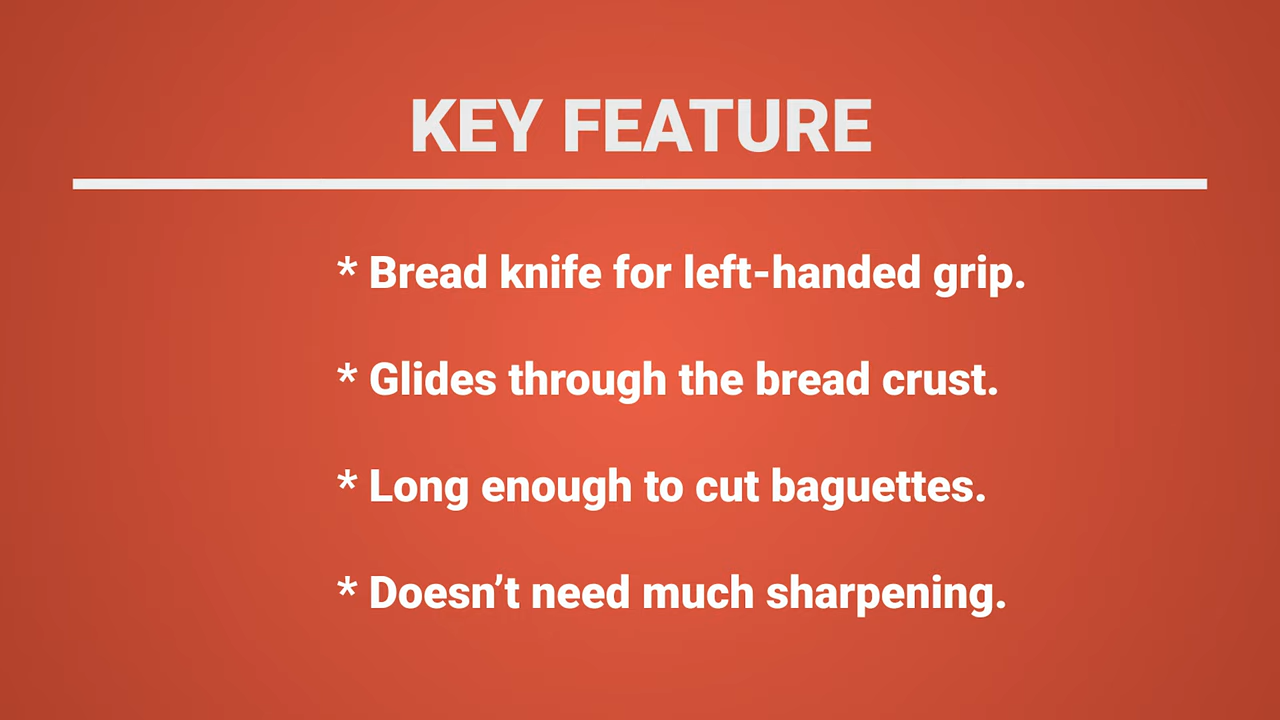 KEY FEATURE
* Bread knife for left-handed grip.
* Glides through the bread crust.
* Long enough to cut baguettes.
* Doesn’t need much sharpening.